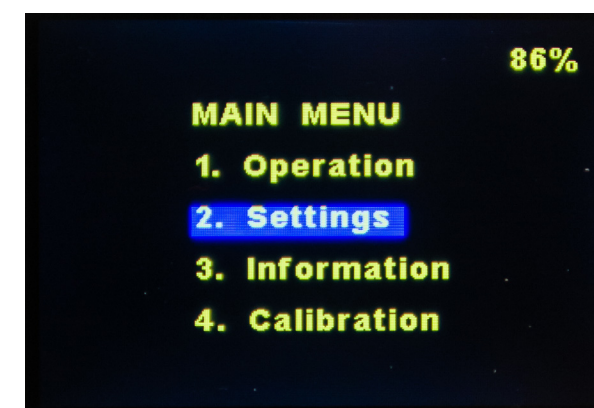 86%
MAIN MENU
1. Operation
2. Settings
3. Information
4. Calibration